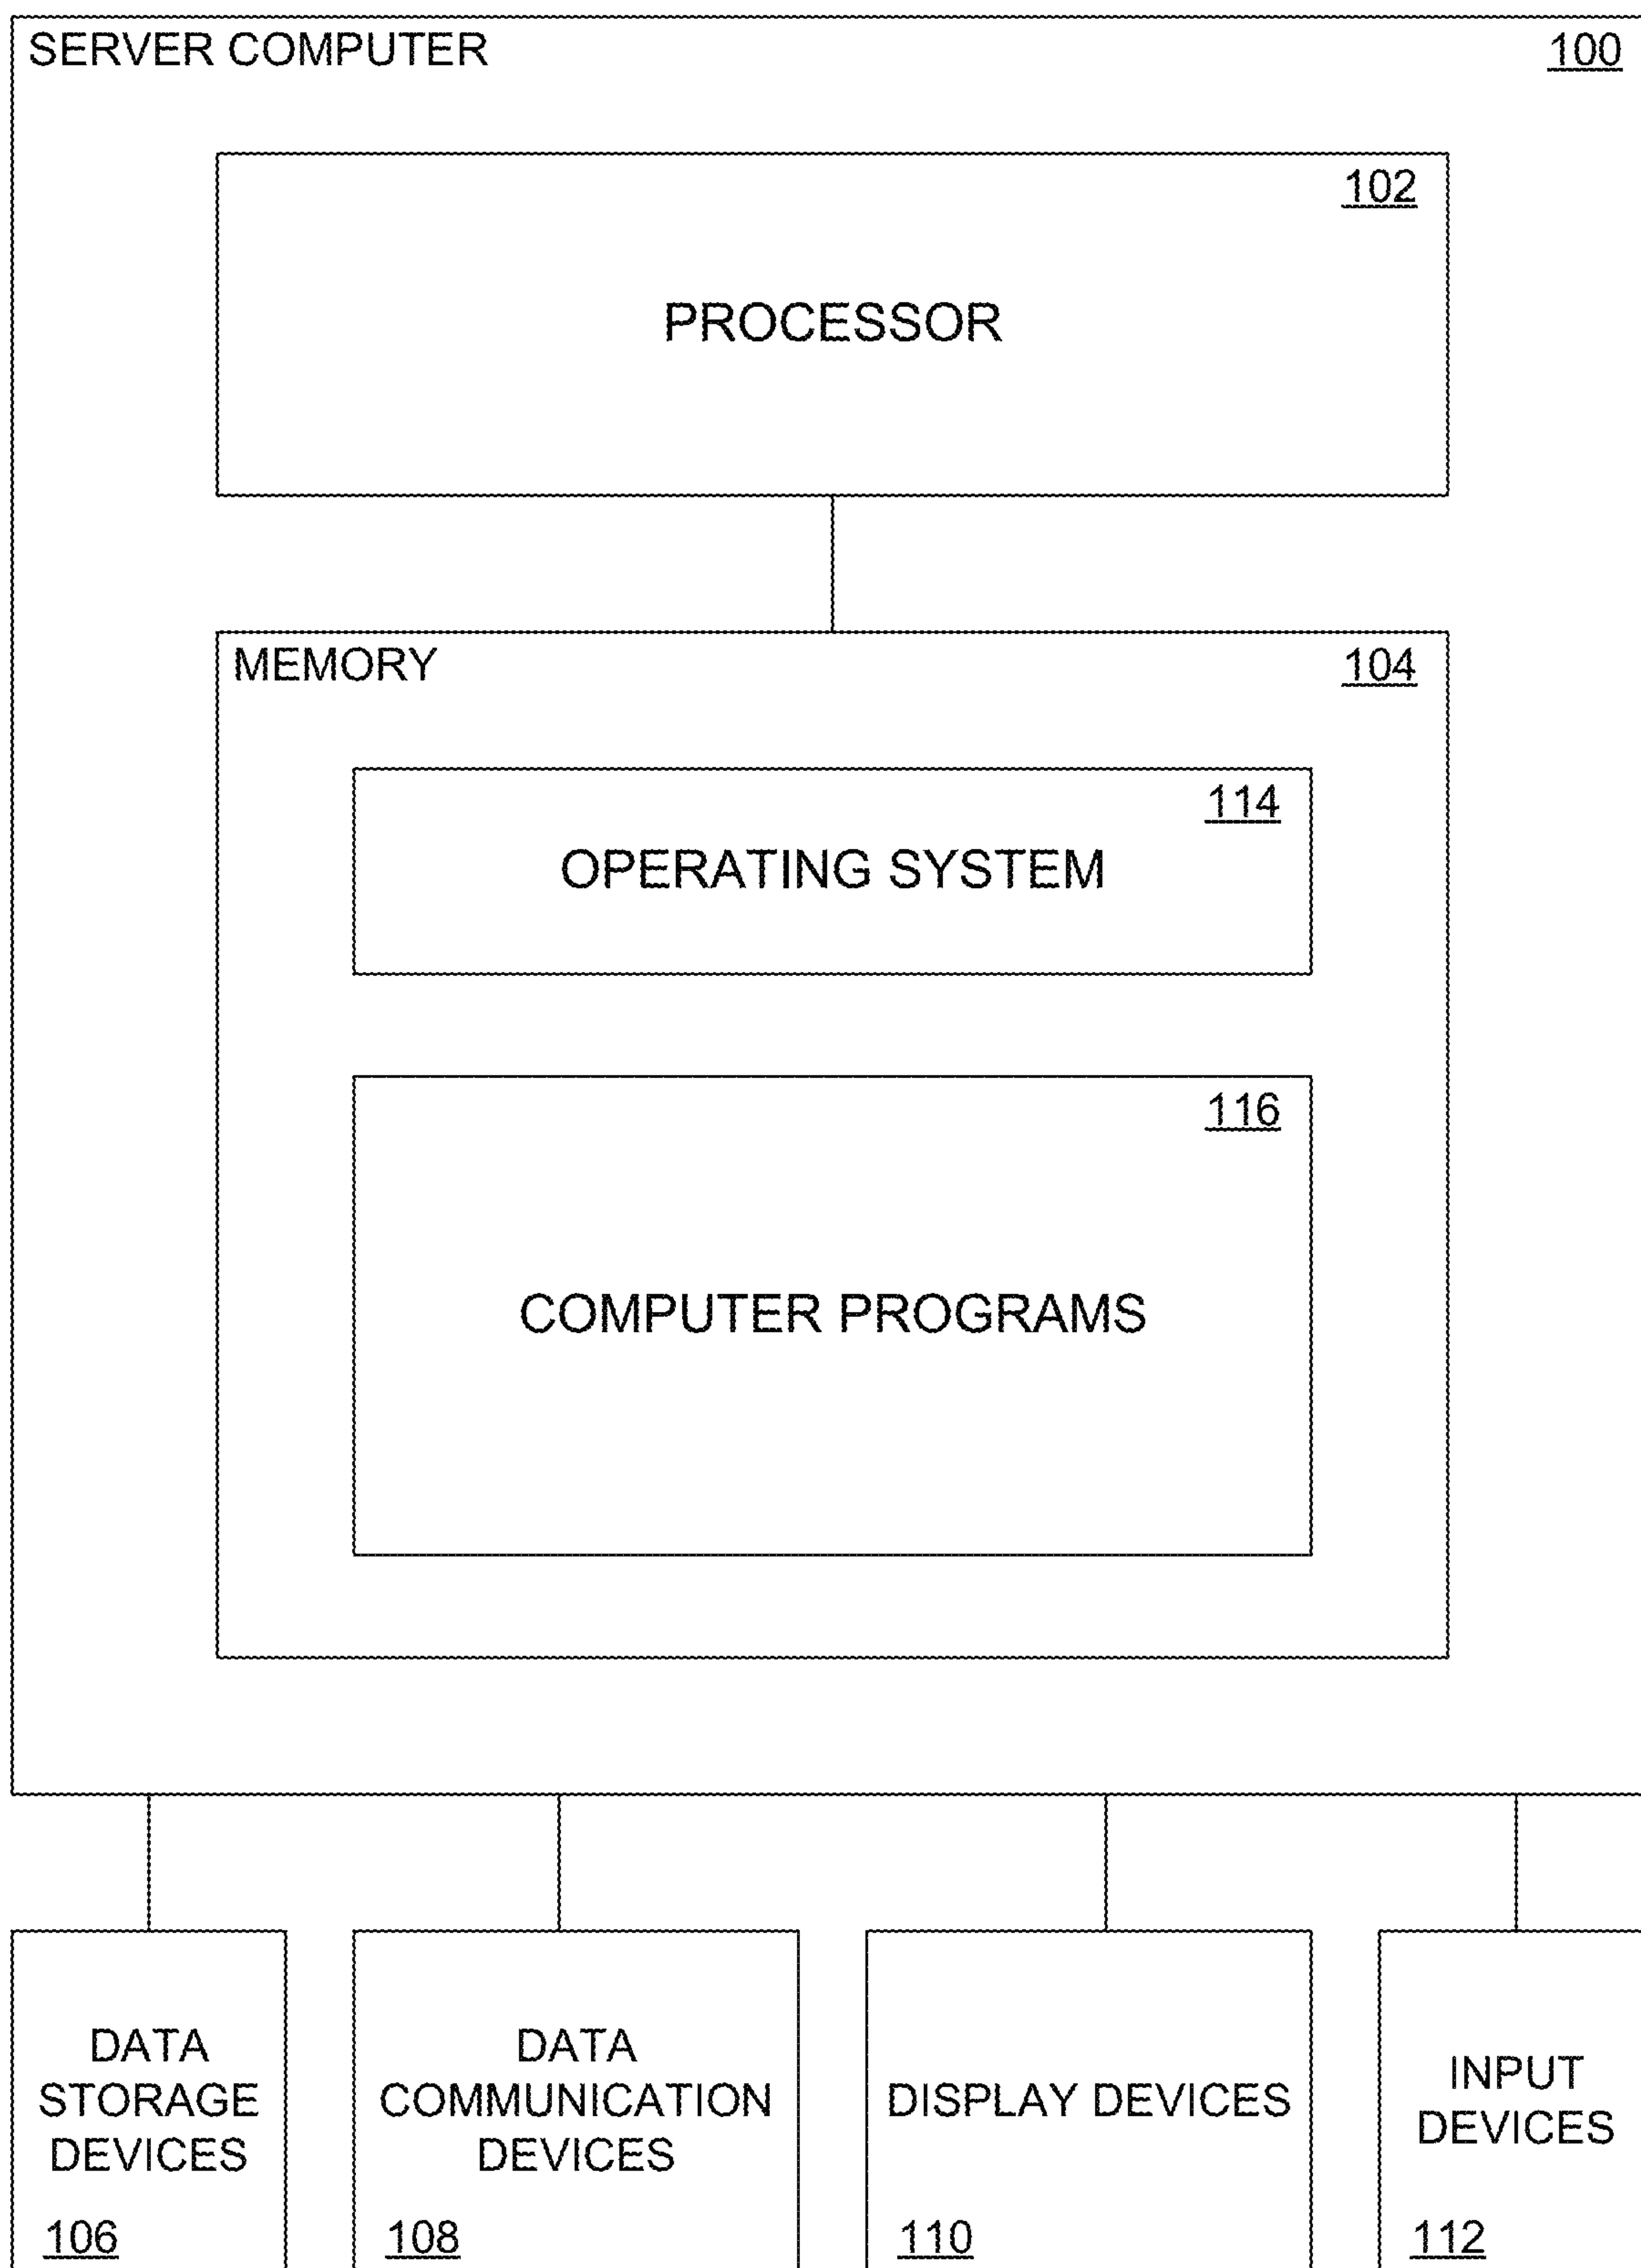 SERVER COMPUTER 100
102
PROCESSOR
MEMORY 104
114
OPERATING SYSTEM
116
COMPUTER PROGRAMS
DATA
STORAGE
DEVICES
106
DATA
COMMUNICATION
DEVICES
108
DISPLAY DEVICES
110
INPUT
DEVICES
112